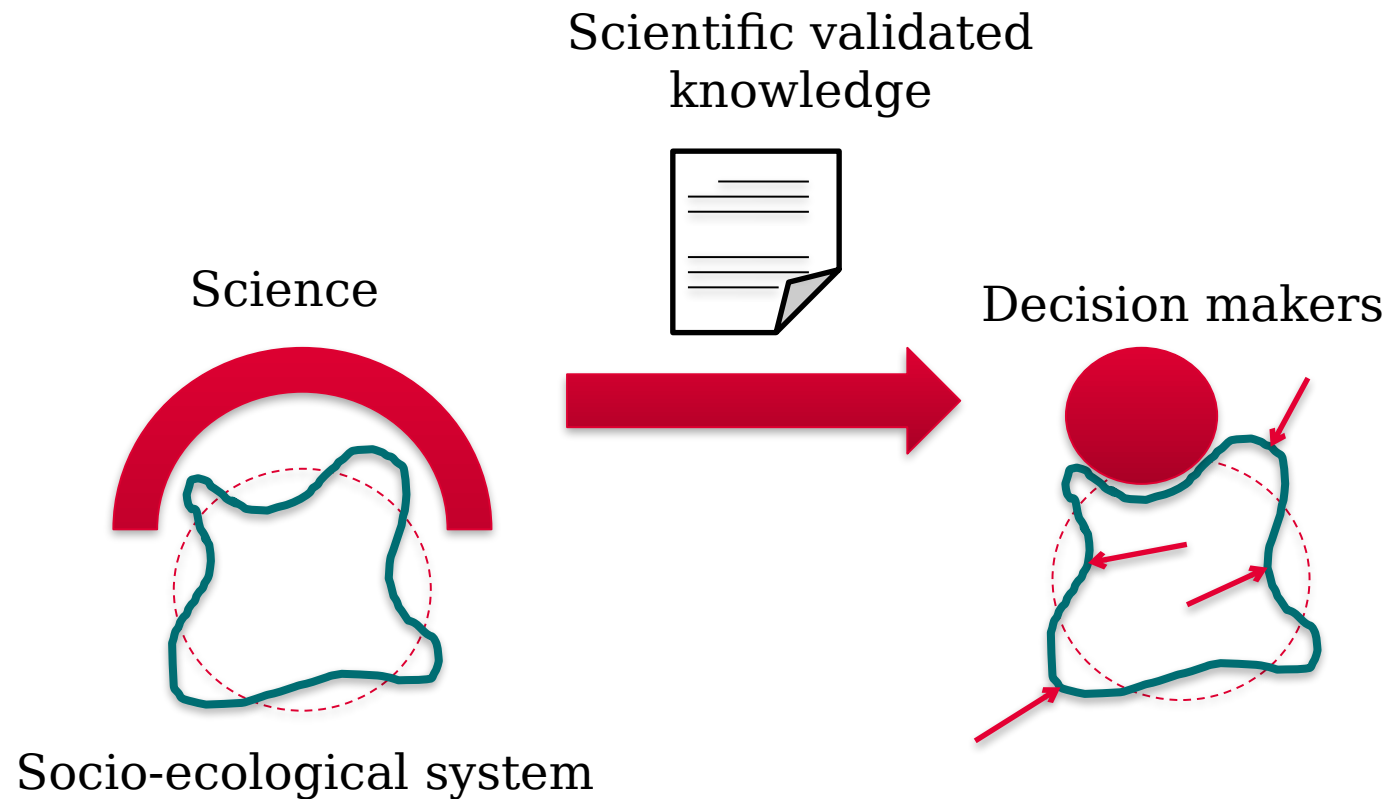 Scientific validated
knowledge
Science
Decision makers
Socio-ecological system